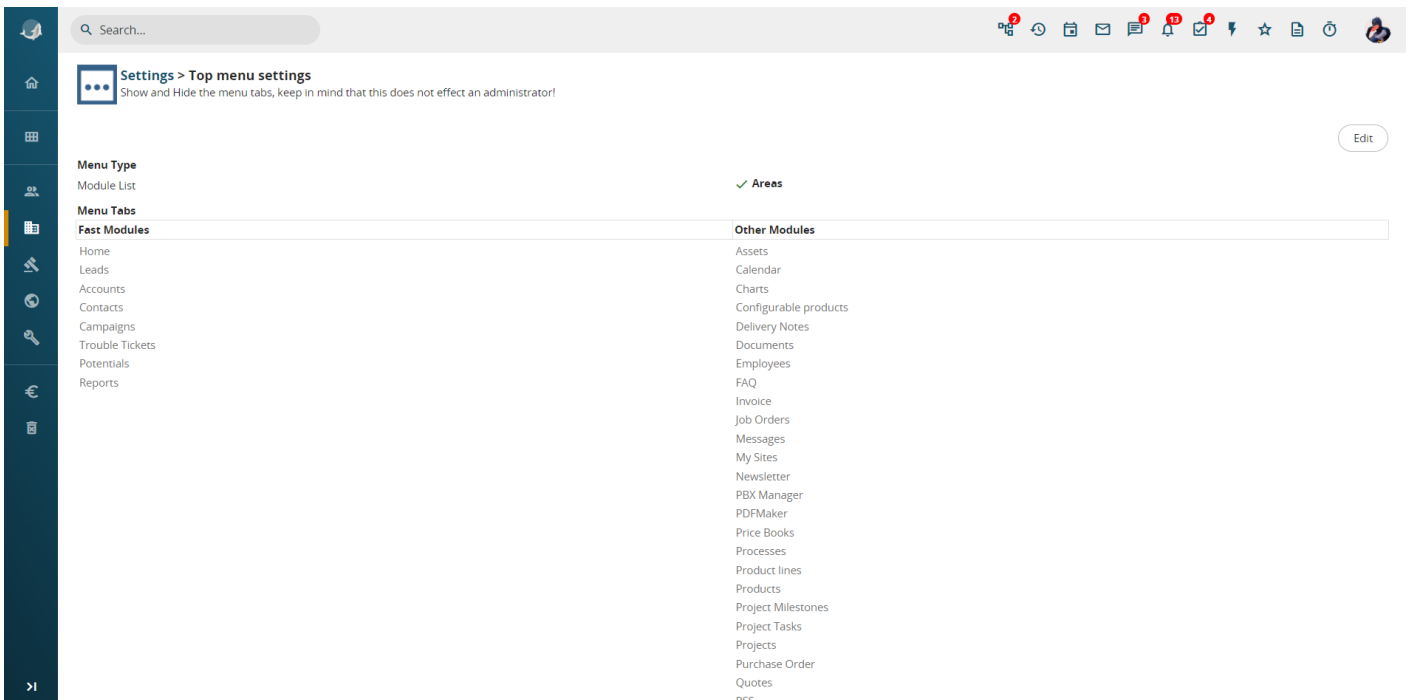 2
3
13
4
Search...
Settings > Top menu settings
Show and Hide the menu tabs, keep in mind that this does not effect an administrator!
Edit
Menu Type
Module List
Areas
Menu Tabs
Fast Modules
Other Modules
Home
Leads
Accounts
Contacts
Campaigns
Trouble Tickets
Potentials
Reports
Assets
Calendar
Charts
Configurable products
Delivery Notes
Documents
Employees
FAQ
Invoice
Job Orders
Messages
My Sites
Newsletter
PBX Manager
PDFMaker
Price Books
Processes
Product lines
Products
Project Milestones
Project Tasks
Projects
Purchase Order
Quotes
RSS